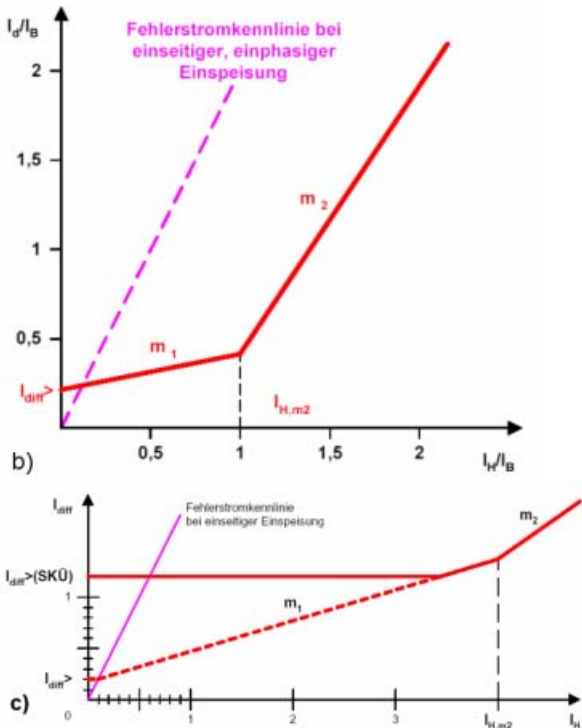 I_d/I_B
Fehlerstromkennlinie bei
einseitiger, einphasiger
Einspeisung
2
1,5
m_2
1
0,5
m_1
I_diff>
I_H,m2
0,5
1
1,5
2
I_H/I_B
b)
I_diff
Fehlerstromkennlinie
bei einseitiger Einspeisung
m_2
I_diff>(SKÜ)
1
m_1
I_diff>
c)
0
1
2
3
I_H,m2